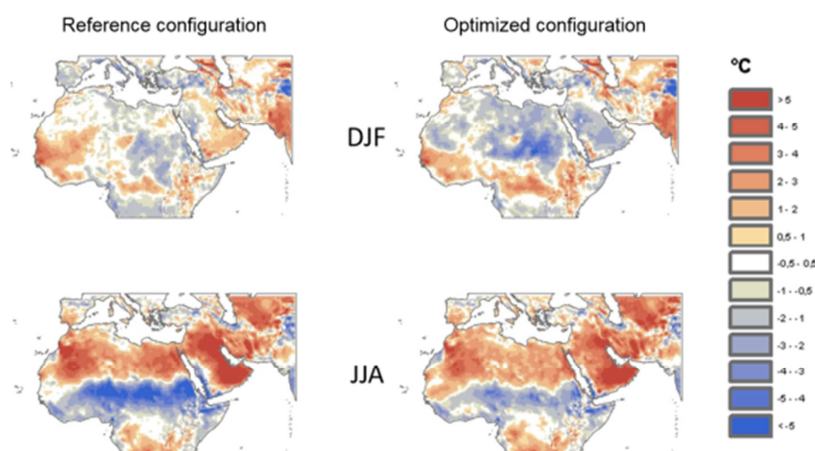 Reference configuration
Optimized configuration
°C
DJF
JJA
>5
4 - 5
3 - 4
2 - 3
1 - 2
0,5 - 1
-0,5 - 0,5
-1 - -0,5
-2 - -1
-3 - -2
-4 - -3
-5 - -4
<-5